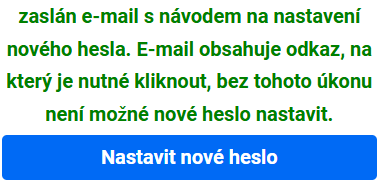 zaslán e-mail s návodem na nastavení
nového hesla. E-mail obsahuje odkaz, na
který je nutné kliknout, bez tohoto úkonu
není možné nové heslo nastavit.
Nastavit nové heslo